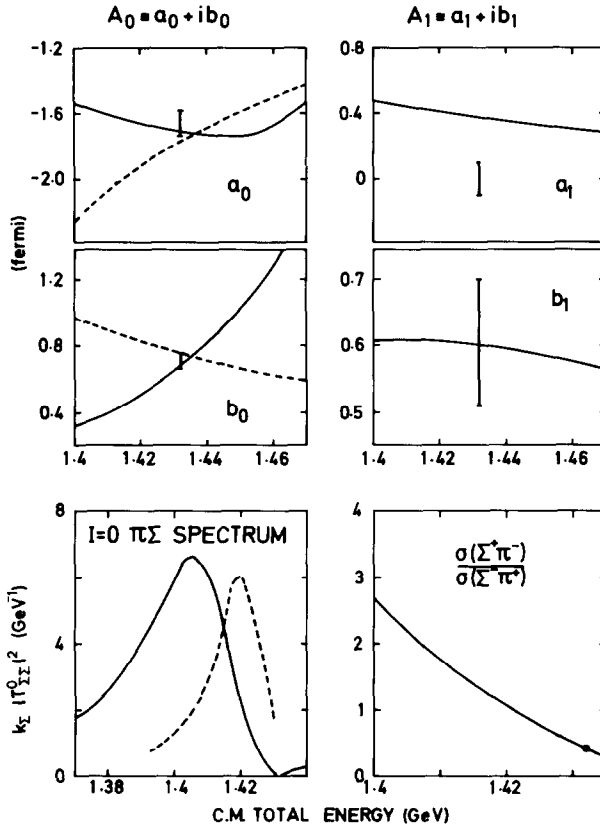 A₀ ≡ a₀ + ib₀
A₁ ≡ a₁ + ib₁
-1.2
-1.6
-2.0
a₀
0.8
0.4
0
a₁
(fermi)
1.2
0.8
0.4
b₀
1.4 1.42 1.44 1.46
0.7
0.6
0.5
b₁
1.4 1.42 1.44 1.46
I=0 πΣ SPECTRUM
8
4
0
k_Σ |T⁰_ΣΣ|² (GeV⁻¹)
1.38 1.4 1.42
4
3
2
1
0
σ(Σ⁺π⁻)
σ(Σ⁻π⁺)
1.4 1.42
C.M. TOTAL ENERGY (GeV)